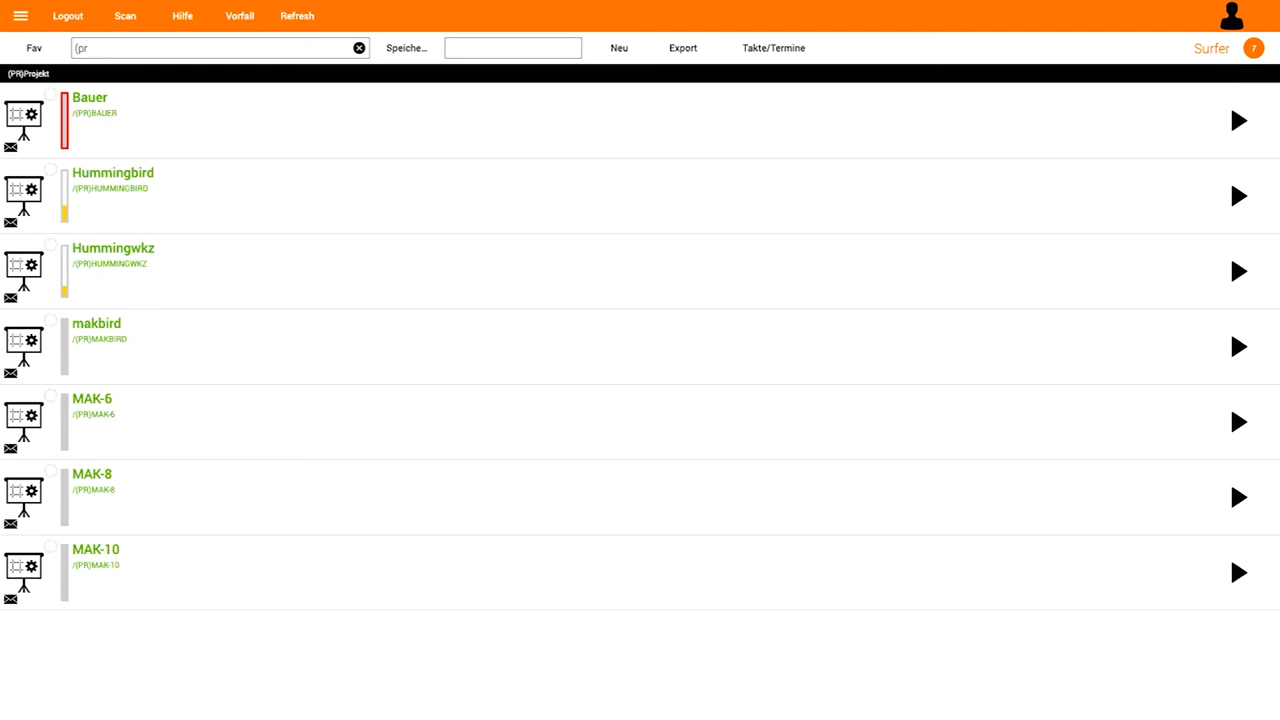 Logout Scan Hilfe Vorfall Refresh
Fav (pr Speiche... Neu Export Takte/Termine Surfer 7
(PR)Projekt
Bauer
/(PR)BAUER
Hummingbird
/(PR)HUMMINGBIRD
Hummingwkz
/(PR)HUMMINGWKZ
makbird
/(PR)MAKBIRD
MAK-6
/(PR)MAK-6
MAK-8
/(PR)MAK-8
MAK-10
/(PR)MAK-10